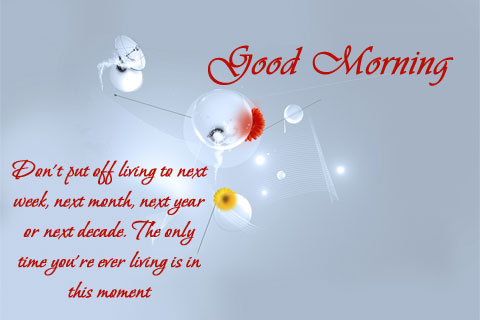 Good Morning
Don't put off living to next
week, next month, next year
or next decade. The only
time you're ever living is in
this moment